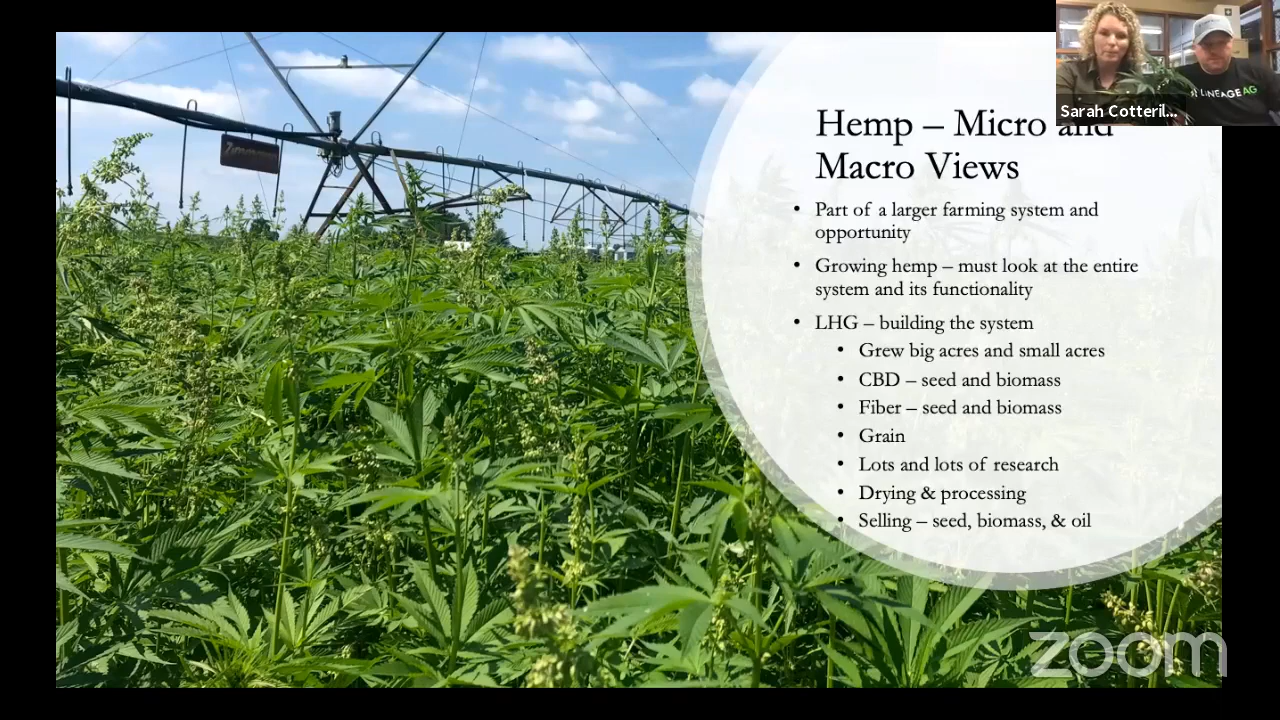 Sarah Cotteril...
LINEAGE AG
Hemp – Micro and
Macro Views
• Part of a larger farming system and
opportunity
• Growing hemp – must look at the entire
system and its functionality
• LHG – building the system
• Grew big acres and small acres
• CBD – seed and biomass
• Fiber – seed and biomass
• Grain
• Lots and lots of research
• Drying & processing
• Selling – seed, biomass, & oil
zoom